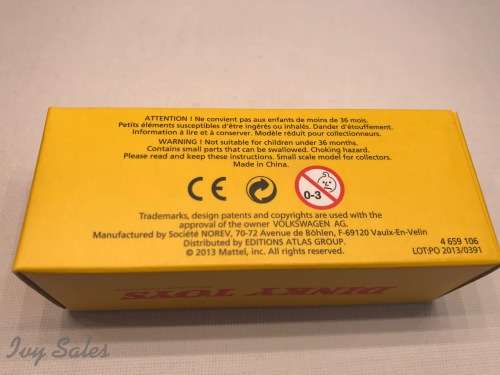 ATTENTION ! Ne convient pas aux enfants de moins de 36 mois.
Petits éléments susceptibles d'être ingérés ou inhalés. Danger d'étouffement.
Information à lire et à conserver. Modèle réduit pour collectionneurs.
WARNING ! Not suitable for children under 36 months.
Contains small parts that can be swallowed. Choking hazard.
Please read and keep these instructions. Small scale model for collectors.
Made in China.
CE
0-3
Trademarks, design patents and copyrights are used with the
approval of the owner VOLKSWAGEN AG.
Manufactured by Société NOREV, 70-72 Avenue de Böhlen, F-69120 Vaulx-En-Velin
Distributed by EDITIONS ATLAS GROUP.
© 2013 Mattel, inc. All rights reserved.
4 659 106
LOT:PO 2013/0391
DINKY TOYS
Ivy Sales